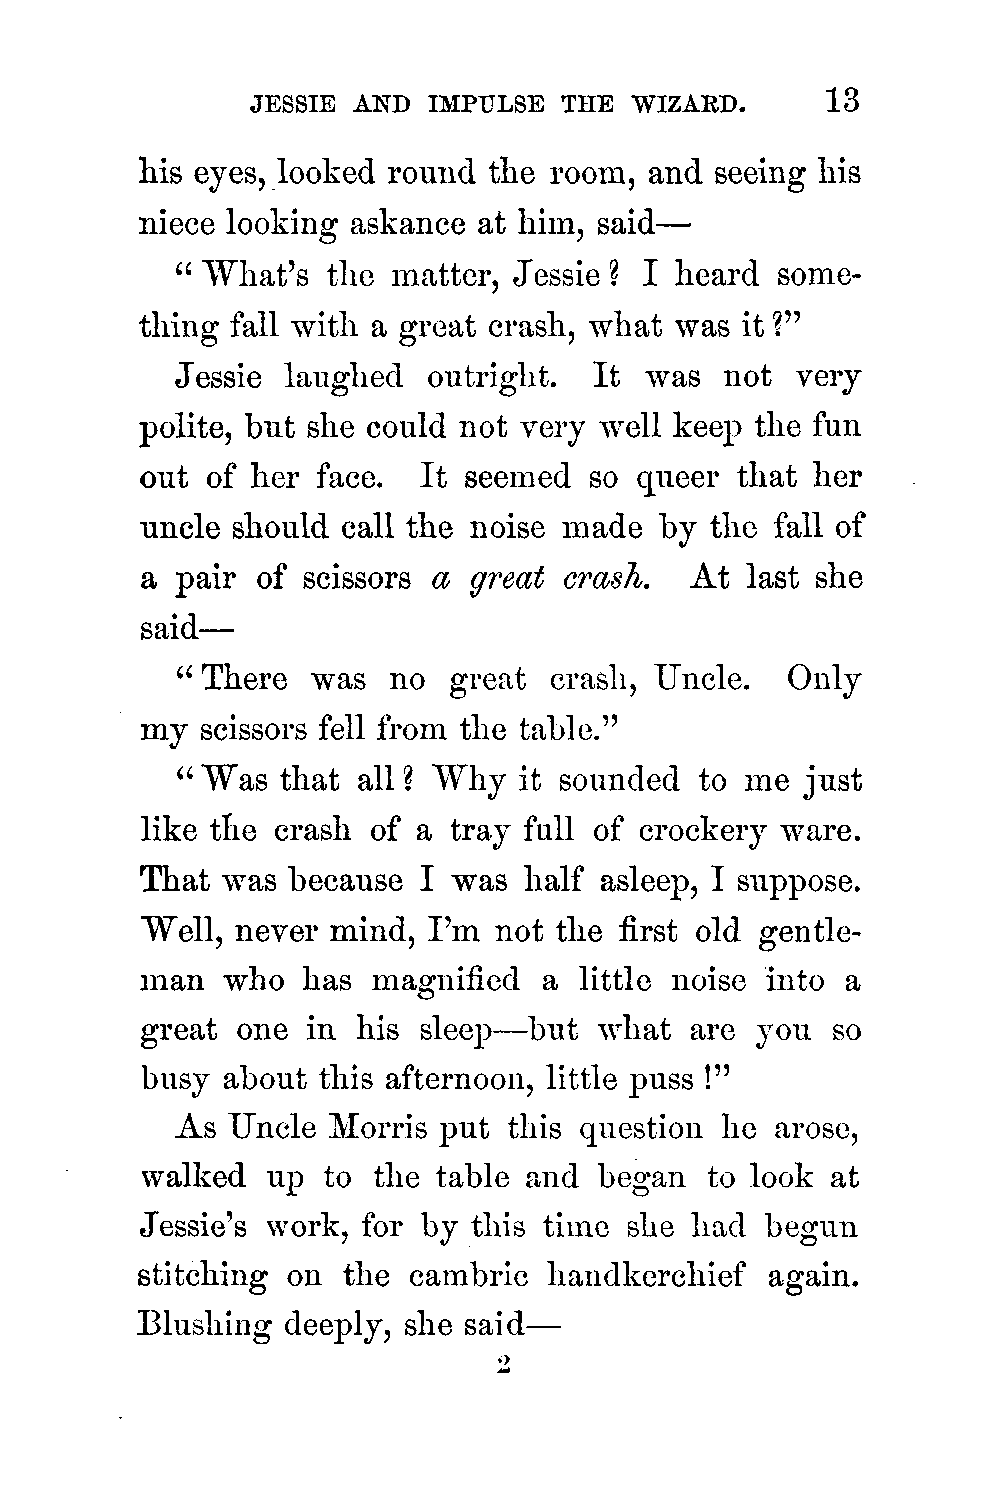 JESSIE AND IMPULSE THE WIZARD. 13
his eyes, looked round the room, and seeing his
niece looking askance at him, said—
“What’s the matter, Jessie? I heard some-
thing fall with a great crash, what was it?”
Jessie laughed outright. It was not very
polite, but she could not very well keep the fun
out of her face. It seemed so queer that her
uncle should call the noise made by the fall of
a pair of scissors a great crash. At last she
said—
“There was no great crash, Uncle. Only
my scissors fell from the table.”
“Was that all? Why it sounded to me just
like the crash of a tray full of crockery ware.
That was because I was half asleep, I suppose.
Well, never mind, I’m not the first old gentle-
man who has magnified a little noise into a
great one in his sleep—but what are you so
busy about this afternoon, little puss!”
As Uncle Morris put this question he arose,
walked up to the table and began to look at
Jessie’s work, for by this time she had begun
stitching on the cambric handkerchief again.
Blushing deeply, she said—
2